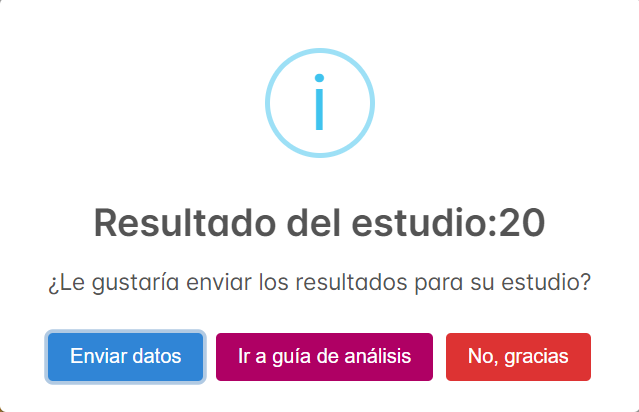 i
Resultado del estudio:20
¿Le gustaría enviar los resultados para su estudio?
Enviar datos
Ir a guía de análisis
No, gracias